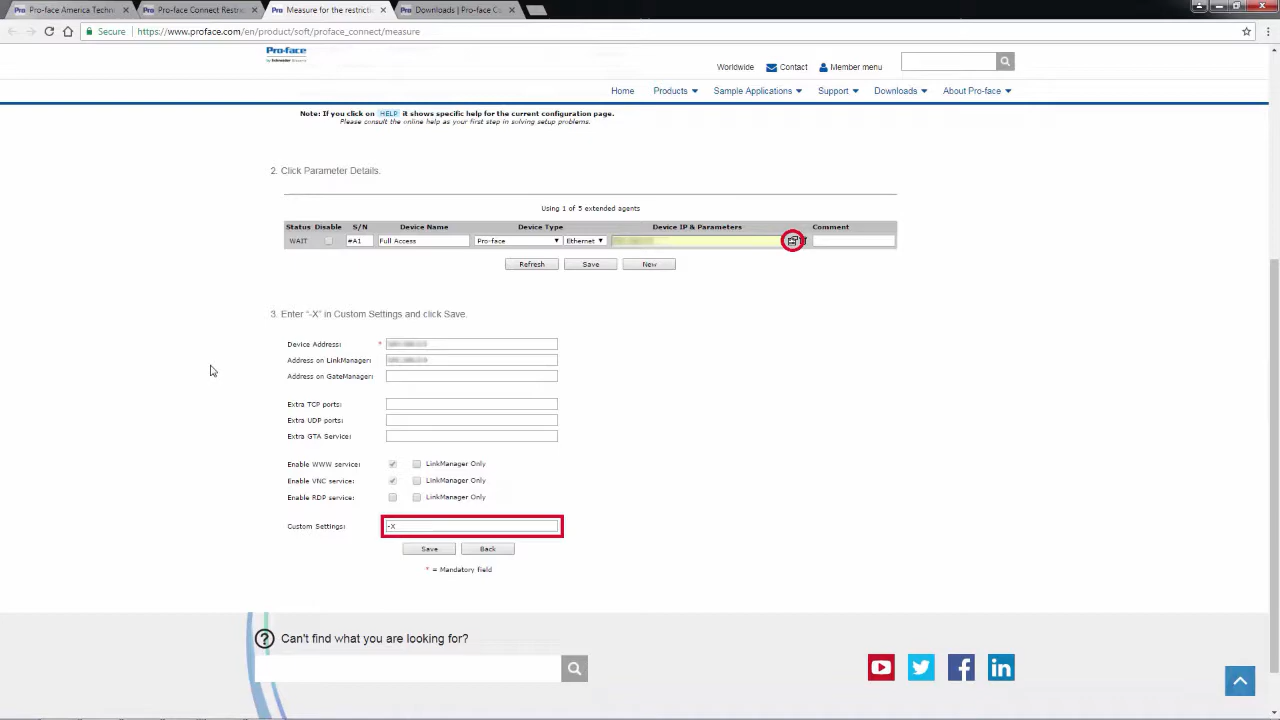 Pro-face America Techni
Pro-face Connect Restri
Measure for the restricti
Downloads | Pro-face Co
Secure https://www.proface.com/en/product/soft/proface_connect/measure
Pro-face
by Schneider Electric
Worldwide Contact Member menu
Home Products Sample Applications Support Downloads About Pro-face
Note: If you click on HELP it shows specific help for the current configuration page.
Please consult the online help as your first step in solving setup problems.
2. Click Parameter Details.
Using 1 of 5 extended agents
Status Disable S/N Device Name Device Type Device IP & Parameters Comment
WAIT #A1 Full Access Pro-face Ethernet
Refresh Save New
3. Enter "-X" in Custom Settings and click Save.
Device Address: *
Address on LinkManager:
Address on GateManager:
Extra TCP ports:
Extra UDP ports:
Extra GTA Service:
Enable WWW service: LinkManager Only
Enable VNC service: LinkManager Only
Enable RDP service: LinkManager Only
Custom Settings: -X
Save Back
* = Mandatory field
Can't find what you are looking for?